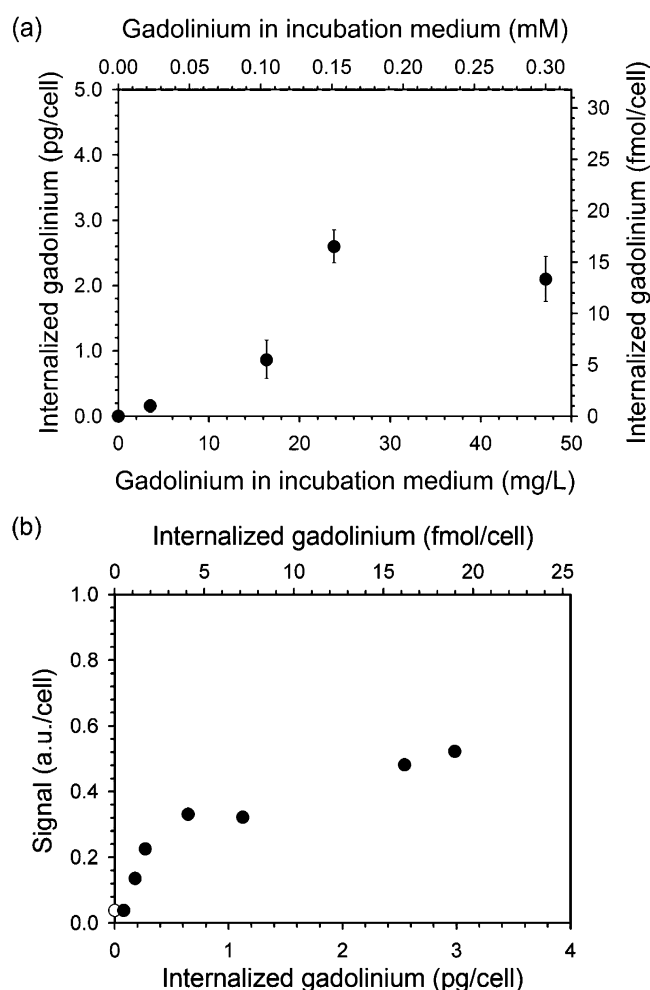 (a)
Gadolinium in incubation medium (mM)
0.00 0.05 0.10 0.15 0.20 0.25 0.30
Internalized gadolinium (pg/cell)
5.0
4.0
3.0
2.0
1.0
0.0
30
25
20
15
10
5
0
Internalized gadolinium (fmol/cell)
0 10 20 30 40 50
Gadolinium in incubation medium (mg/L)
(b)
Internalized gadolinium (fmol/cell)
0 5 10 15 20 25
Signal (a.u./cell)
1.0
0.8
0.6
0.4
0.2
0.0
0 1 2 3 4
Internalized gadolinium (pg/cell)